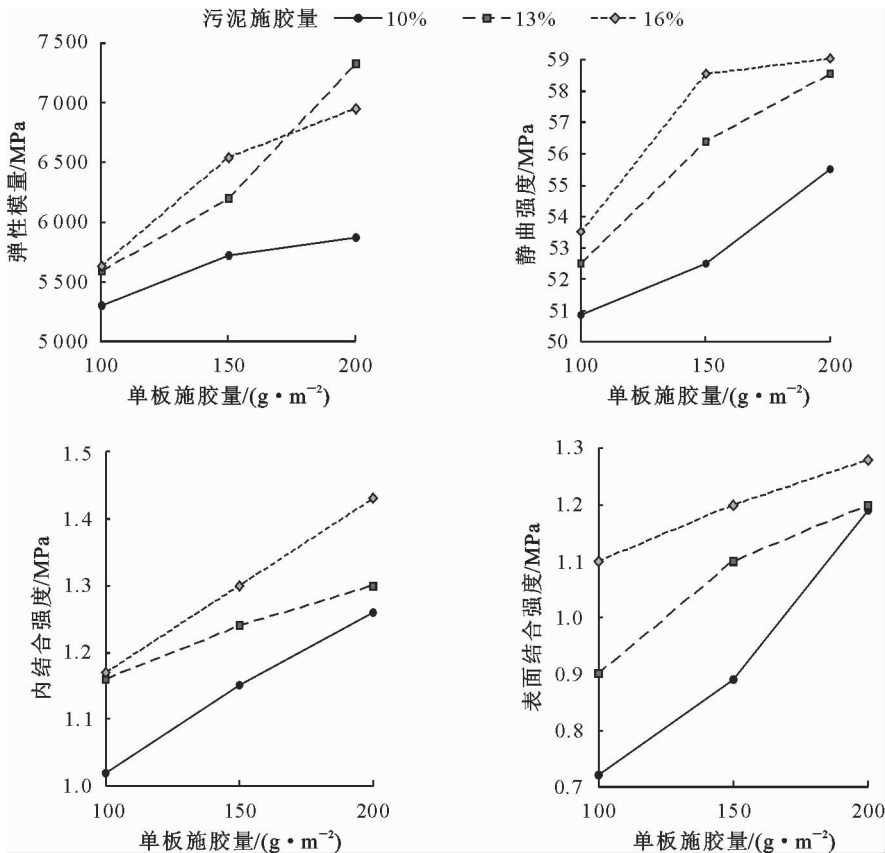 污泥施胶量 10% 13% 16%
7 500
7 000
6 500
6 000
5 500
5 000
弹性模量/MPa
100 150 200
单板施胶量/(g·m⁻²)
59
58
57
56
55
54
53
52
51
50
静曲强度/MPa
100 150 200
单板施胶量/(g·m⁻²)
1.5
1.4
1.3
1.2
1.1
1.0
内结合强度/MPa
100 150 200
单板施胶量/(g·m⁻²)
1.3
1.2
1.1
1.0
0.9
0.8
0.7
表面结合强度/MPa
100 150 200
单板施胶量/(g·m⁻²)